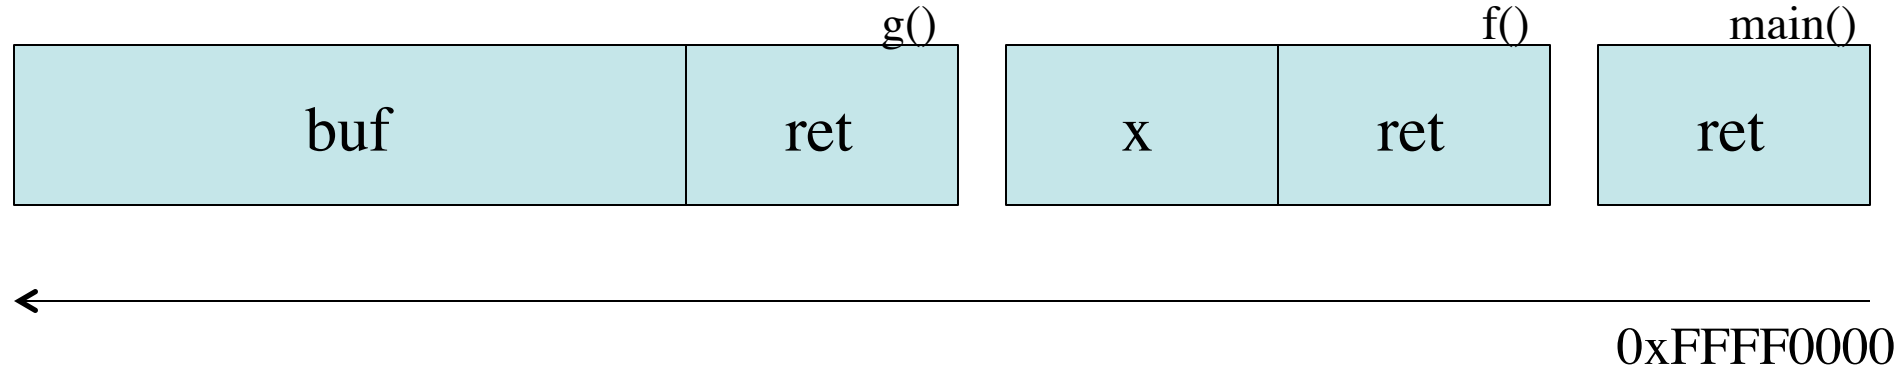 g() f() main()
buf ret x ret ret
0xFFFF0000